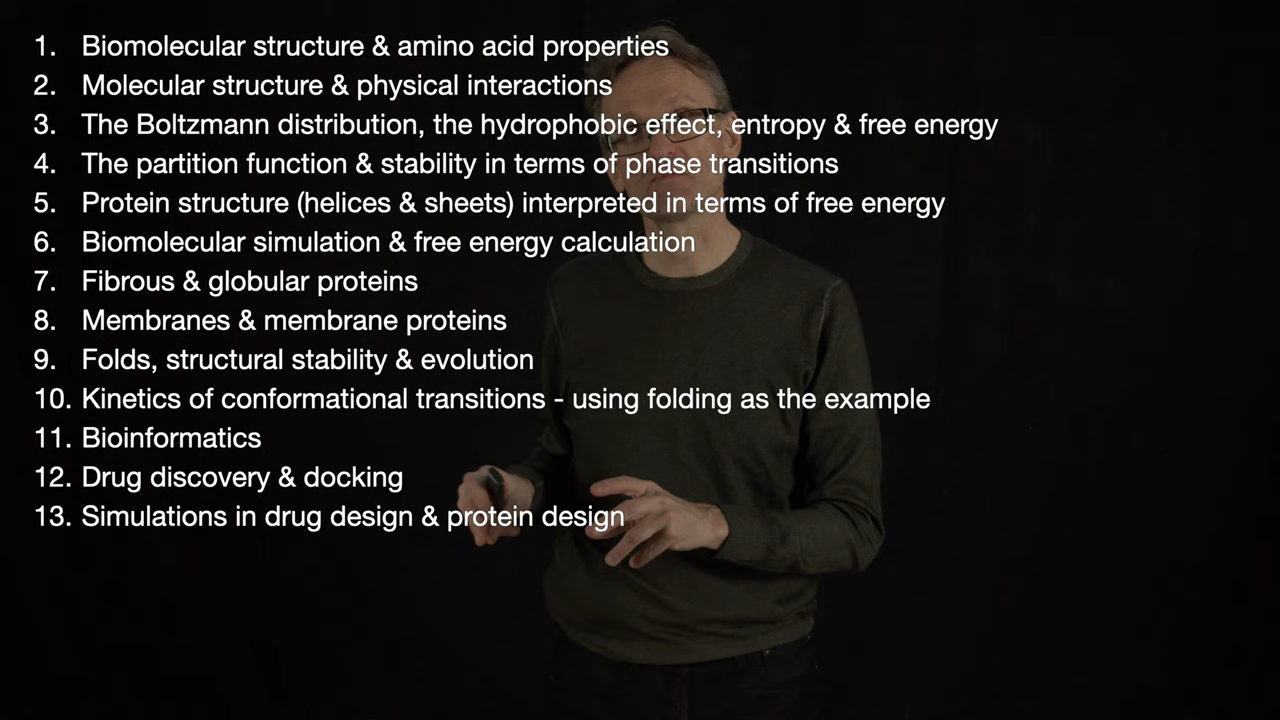 1. Biomolecular structure & amino acid properties
2. Molecular structure & physical interactions
3. The Boltzmann distribution, the hydrophobic effect, entropy & free energy
4. The partition function & stability in terms of phase transitions
5. Protein structure (helices & sheets) interpreted in terms of free energy
6. Biomolecular simulation & free energy calculation
7. Fibrous & globular proteins
8. Membranes & membrane proteins
9. Folds, structural stability & evolution
10. Kinetics of conformational transitions - using folding as the example
11. Bioinformatics
12. Drug discovery & docking
13. Simulations in drug design & protein design